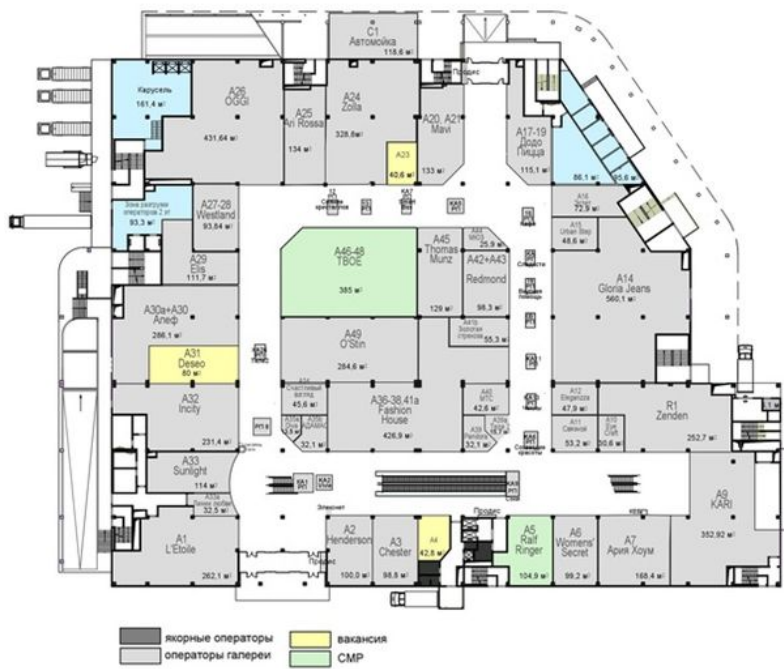 C1
Автомойка
118,6 м²
Продес
Карусель
161,4 м²
A26
OGGI
431,64 м²
A25
Ari Rossa
134 м²
A24
Zolla
328,8м²
A23
40,6 м²
A20, A21
Mavi
133 м²
A17-19
Додо
Пицца
115,1 м²
86,1 м²
95,6 м²
Зона разгрузки
операторов 2 эт
93,3 м²
A27-28
Westland
93,84 м²
A29
Elis
111,7 м²
A46-48
ТВОЕ
385 м²
A45
Thomas
Munz
129 м²
25,9 м²
A42+A43
Redmond
98,3 м²
72,9 м²
A15
Urban Step
48,6 м²
A14
Gloria Jeans
560,1 м²
A30a+A30
Алеф
286,1 м²
A31
Deseo
80 м²
A49
O'Stin
284,6 м²
55,3 м²
A32
Incity
231,4 м²
Счастливый
взгляд
45,6 м²
АДАМАС
32,1 м²
A36-38,41a
Fashion
House
426,9 м²
A40
МТС
42,6 м²
A39
Pandora
32,1 м²
A12
Eleganzza
47,9 м²
A11
53,2 м²
A10
R1
Zenden
252,7 м²
A33
Sunlight
114 м²
32,5 м²
A1
L'Etoile
262,1 м²
Продес
A2
Henderson
100,0 м²
A3
Chester
98,8 м²
A4
42,8 м²
Продес
A5
Ralf
Ringer
104,9 м²
A6
Womens'
Secret
99,2 м²
A7
Ария Хоум
168,4 м²
A9
KARI
352,92 м²
якорные операторы
вакансия
операторы галереи
СМР